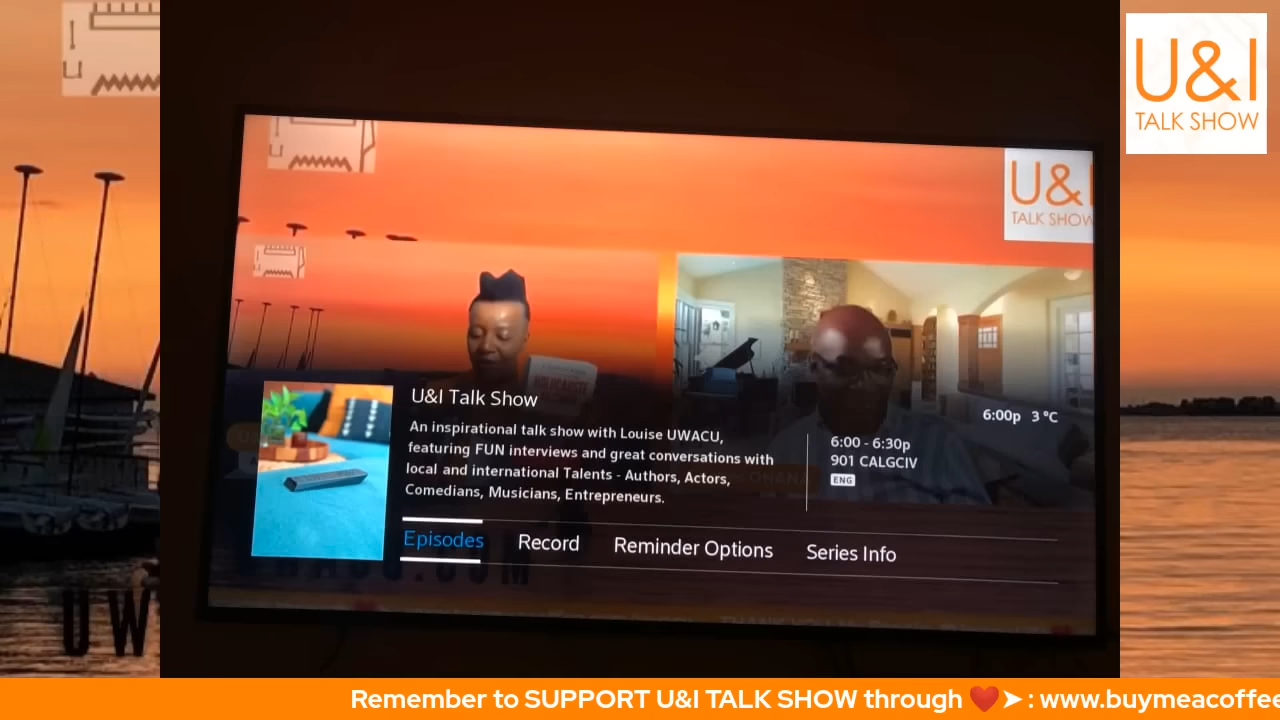 U&I
TALK SHOW
U&I
TALK SHOW
HOLOCAUSTE
U&I Talk Show
An inspirational talk show with Louise UWACU,
featuring FUN interviews and great conversations with
local and international Talents - Authors, Actors,
Comedians, Musicians, Entrepreneurs.
6:00p 3 °C
6:00 - 6:30p
901 CALGCIV
ENG
Episodes Record Reminder Options Series Info
UW
Remember to SUPPORT U&I TALK SHOW through ❤️➤ : www.buymeacoffee